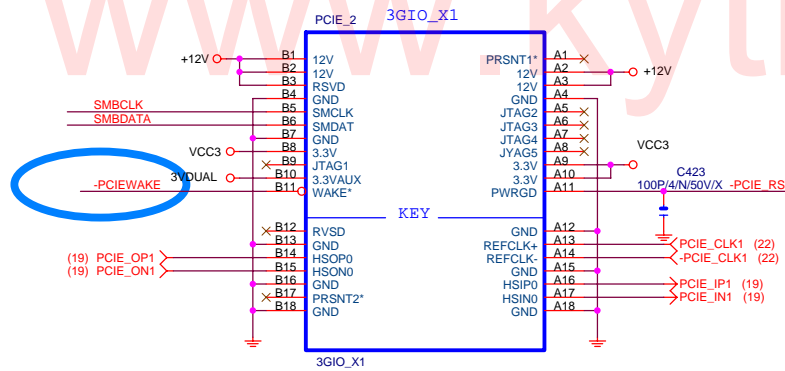 www.kyt
PCIE_2 3GIO_X1
+12V B1 12V PRSNT1* A1
B2 12V 12V A2 +12V
B3 RSVD 12V A3
B4 GND GND A4
SMBCLK B5 SMCLK JTAG2 A5
SMBDATA B6 SMDAT JTAG3 A6
B7 GND JTAG4 A7
VCC3 B8 3.3V JYAG5 A8 VCC3
B9 JTAG1 3.3V A9
3VDUAL B10 3.3VAUX 3.3V A10 C423
-PCIEWAKE B11 WAKE* PWRGD A11 100P/4/N/50V/X -PCIE_RS
KEY
B12 RVSD GND A12
B13 GND REFCLK+ A13 PCIE_CLK1 (22)
(19) PCIE_OP1 B14 HSOP0 REFCLK- A14 -PCIE_CLK1 (22)
(19) PCIE_ON1 B15 HSON0 GND A15
B16 GND HSIP0 A16 PCIE_IP1 (19)
B17 PRSNT2* HSIN0 A17 PCIE_IN1 (19)
B18 GND GND A18
3GIO_X1